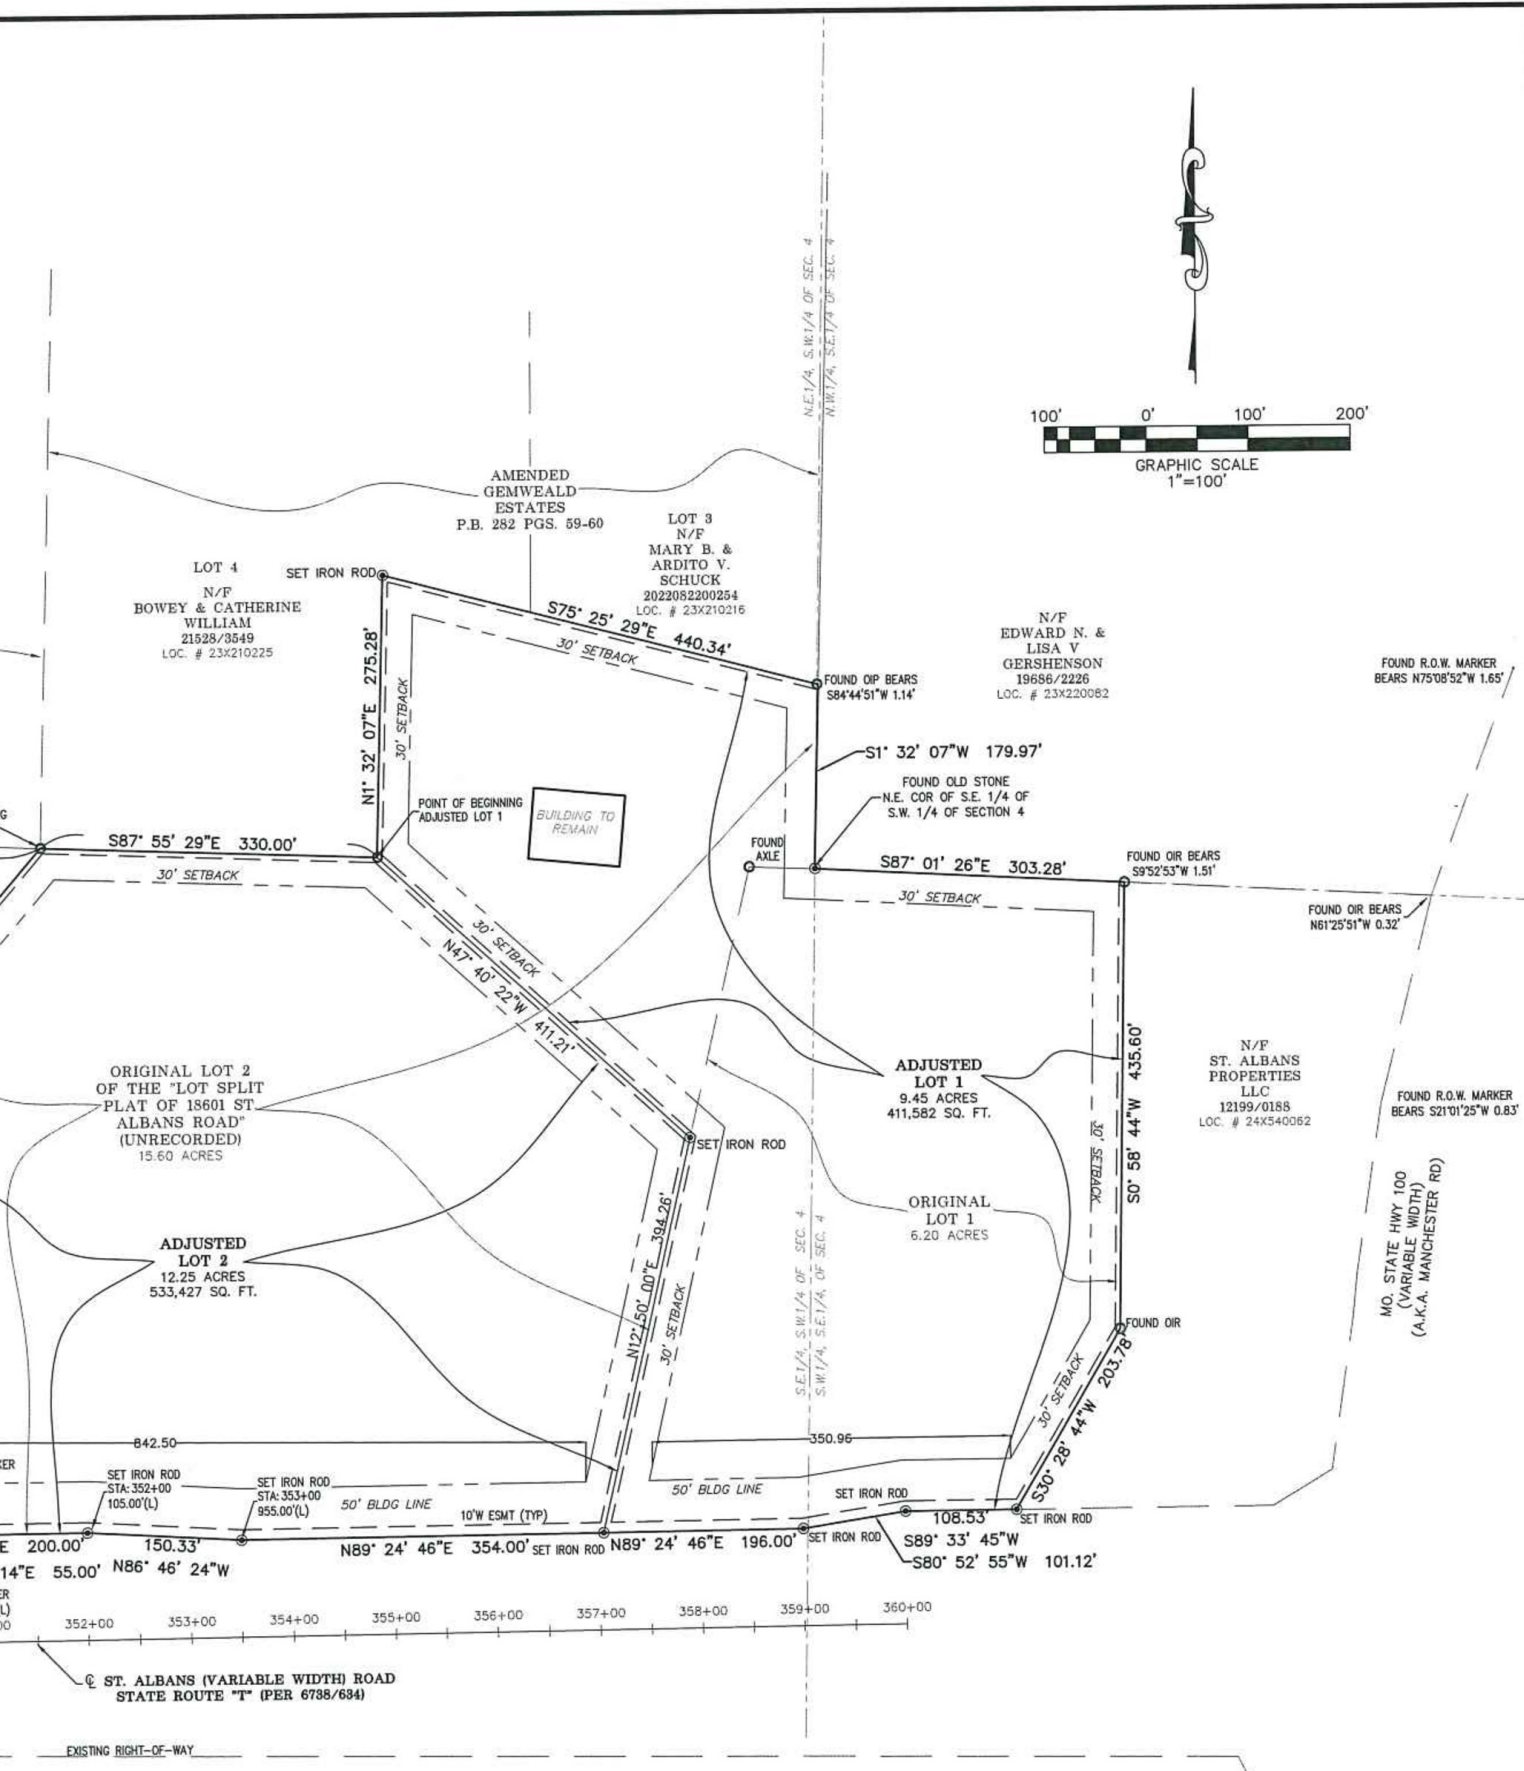 N.E.1/4, S.W.1/4 OF SEC. 4
N.W.1/4, S.E.1/4 OF SEC. 4
100' 0' 100' 200'
GRAPHIC SCALE
1"=100'
AMENDED
GEMWEALD
ESTATES
P.B. 282 PGS. 59-60
LOT 3
N/F
MARY B. &
ARDITO V.
SCHUCK
2022082200254
LOC. # 23X210216
LOT 4
N/F
BOWEY & CATHERINE
WILLIAM
21528/3549
LOC. # 23X210225
SET IRON ROD
S75° 25' 29"E 440.34'
30' SETBACK
N1° 32' 07"E 275.28'
30' SETBACK
N/F
EDWARD N. &
LISA V
GERSHENSON
19686/2226
LOC. # 23X220082
FOUND R.O.W. MARKER
BEARS N75°08'52"W 1.65'
FOUND OIP BEARS
S84°44'51"W 1.14'
S1° 32' 07"W 179.97'
FOUND OLD STONE
N.E. COR OF S.E. 1/4 OF
S.W. 1/4 OF SECTION 4
POINT OF BEGINNING
ADJUSTED LOT 1
BUILDING TO
REMAIN
G
S87° 55' 29"E 330.00'
30' SETBACK
FOUND
AXLE
S87° 01' 26"E 303.28'
30' SETBACK
FOUND OIR BEARS
S9°52'53"W 1.51'
FOUND OIR BEARS
N61°25'51"W 0.32'
30' SETBACK
N47° 40' 22"W 411.21'
ORIGINAL LOT 2
OF THE "LOT SPLIT
PLAT OF 18601 ST.
ALBANS ROAD"
(UNRECORDED)
15.60 ACRES
ADJUSTED
LOT 1
9.45 ACRES
411,582 SQ. FT.
S0° 58' 44"W 435.60'
30' SETBACK
N/F
ST. ALBANS
PROPERTIES
LLC
12199/0188
LOC. # 24X540062
FOUND R.O.W. MARKER
BEARS S21°01'25"W 0.83'
MO. STATE HWY 100
(VARIABLE WIDTH)
(A.K.A. MANCHESTER RD)
SET IRON ROD
ORIGINAL
LOT 1
6.20 ACRES
ADJUSTED
LOT 2
12.25 ACRES
533,427 SQ. FT.
N12° 50' 00"E 394.26'
30' SETBACK
S.E.1/4, S.W.1/4 OF SEC. 4
S.W.1/4, S.E.1/4, OF SEC. 4
FOUND OIR
30' SETBACK
S30° 28' 44"W 203.78'
842.50
350.96
KER
SET IRON ROD
STA: 352+00
105.00'(L)
SET IRON ROD
STA: 353+00
955.00'(L)
50' BLDG LINE
10'W ESMT (TYP)
50' BLDG LINE
SET IRON ROD
108.53'
SET IRON ROD
E 200.00'
150.33'
N89° 24' 46"E 354.00'
SET IRON ROD
N89° 24' 46"E 196.00'
SET IRON ROD
S89° 33' 45"W
14"E 55.00'
N86° 46' 24"W
S80° 52' 55"W 101.12'
ER
L)
00
352+00 353+00 354+00 355+00 356+00 357+00 358+00 359+00 360+00
℄ ST. ALBANS (VARIABLE WIDTH) ROAD
STATE ROUTE "T" (PER 6738/634)
EXISTING RIGHT-OF-WAY